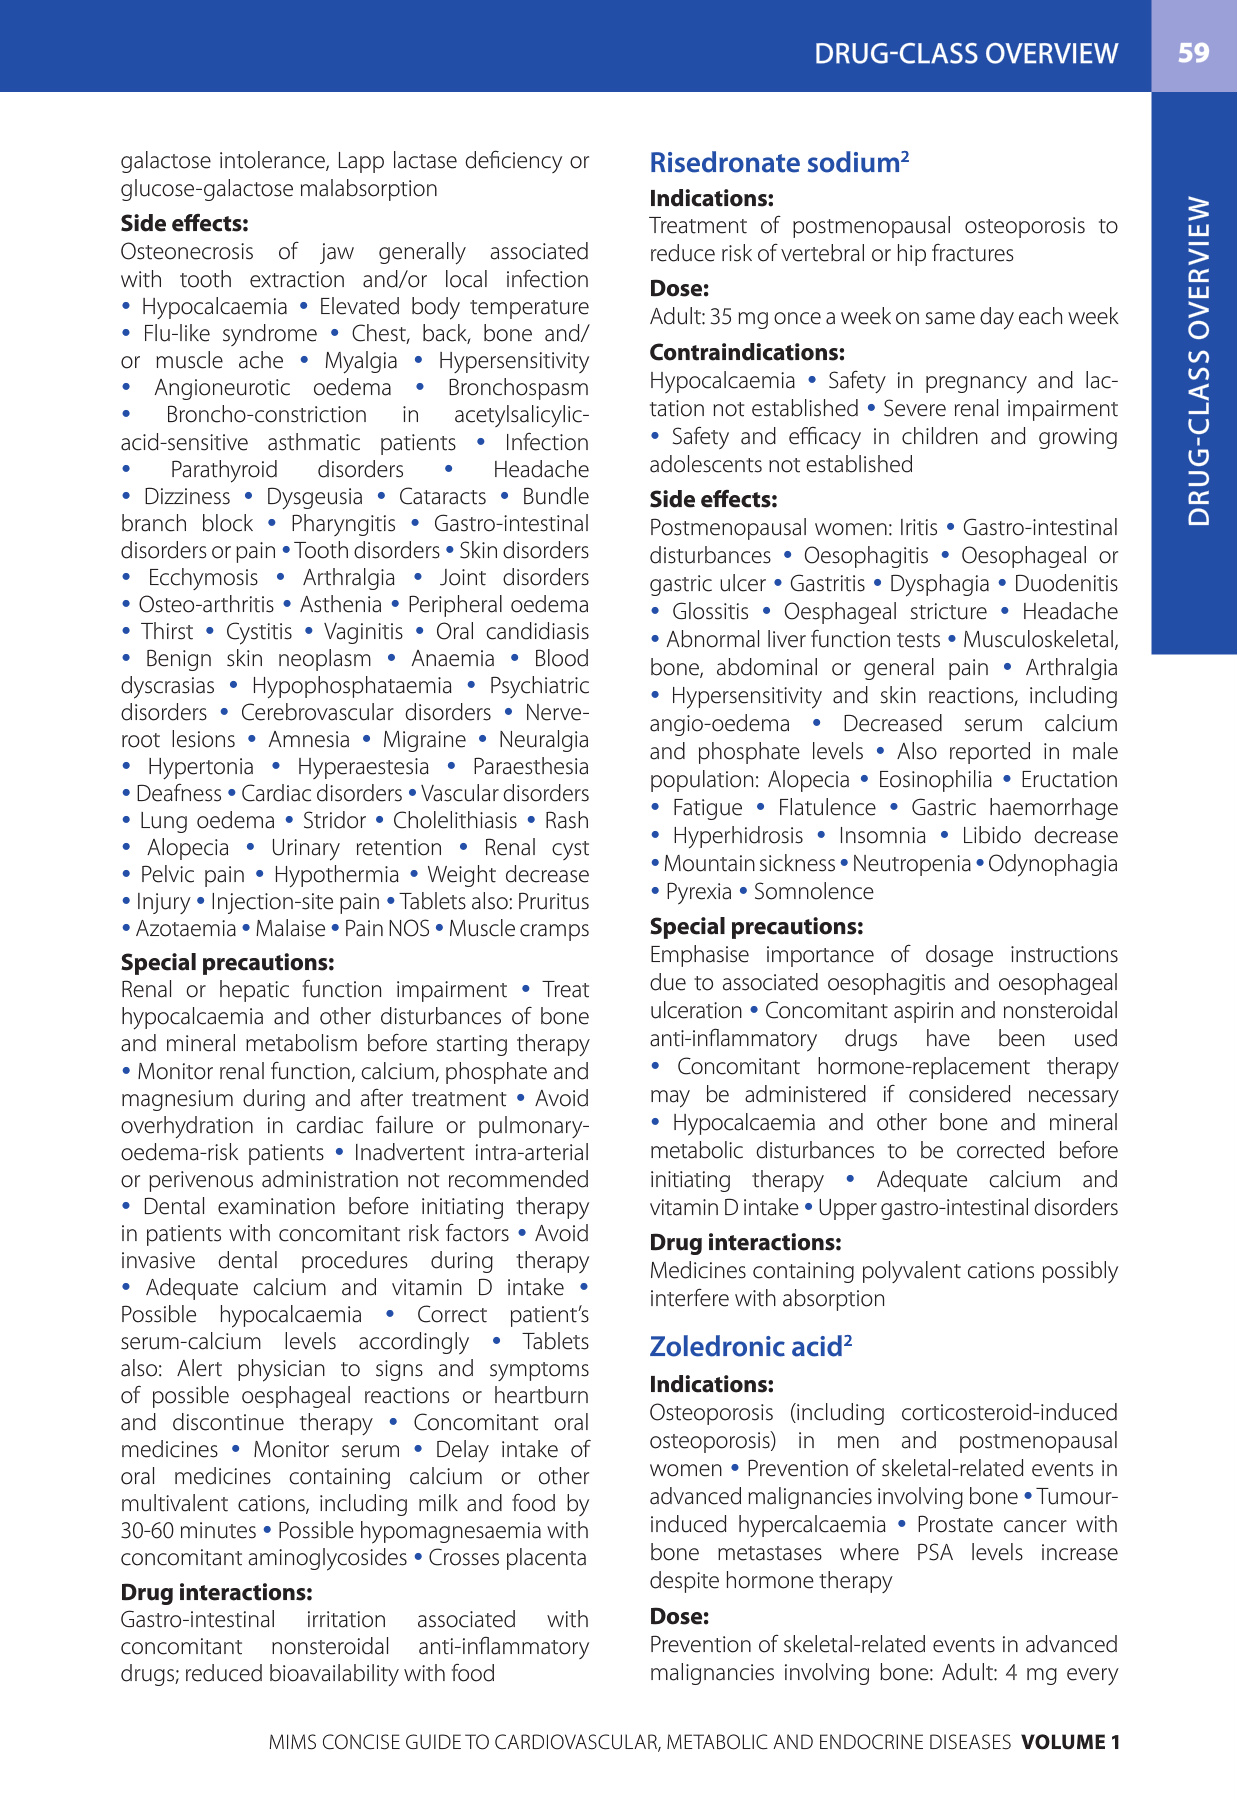 DRUG-CLASS OVERVIEW 59
galactose intolerance, Lapp lactase deficiency or
glucose-galactose malabsorption
Side effects:
Osteonecrosis of jaw generally associated
with tooth extraction and/or local infection
• Hypocalcaemia • Elevated body temperature
• Flu-like syndrome • Chest, back, bone and/
or muscle ache • Myalgia • Hypersensitivity
• Angioneurotic oedema • Bronchospasm
• Broncho-constriction in acetylsalicylic-
acid-sensitive asthmatic patients • Infection
• Parathyroid disorders • Headache
• Dizziness • Dysgeusia • Cataracts • Bundle
branch block • Pharyngitis • Gastro-intestinal
disorders or pain • Tooth disorders • Skin disorders
• Ecchymosis • Arthralgia • Joint disorders
• Osteo-arthritis • Asthenia • Peripheral oedema
• Thirst • Cystitis • Vaginitis • Oral candidiasis
• Benign skin neoplasm • Anaemia • Blood
dyscrasias • Hypophosphataemia • Psychiatric
disorders • Cerebrovascular disorders • Nerve-
root lesions • Amnesia • Migraine • Neuralgia
• Hypertonia • Hyperaestesia • Paraesthesia
• Deafness • Cardiac disorders • Vascular disorders
• Lung oedema • Stridor • Cholelithiasis • Rash
• Alopecia • Urinary retention • Renal cyst
• Pelvic pain • Hypothermia • Weight decrease
• Injury • Injection-site pain • Tablets also: Pruritus
• Azotaemia • Malaise • Pain NOS • Muscle cramps
Special precautions:
Renal or hepatic function impairment • Treat
hypocalcaemia and other disturbances of bone
and mineral metabolism before starting therapy
• Monitor renal function, calcium, phosphate and
magnesium during and after treatment • Avoid
overhydration in cardiac failure or pulmonary-
oedema-risk patients • Inadvertent intra-arterial
or perivenous administration not recommended
• Dental examination before initiating therapy
in patients with concomitant risk factors • Avoid
invasive dental procedures during therapy
• Adequate calcium and vitamin D intake •
Possible hypocalcaemia • Correct patient’s
serum-calcium levels accordingly • Tablets
also: Alert physician to signs and symptoms
of possible oesphageal reactions or heartburn
and discontinue therapy • Concomitant oral
medicines • Monitor serum • Delay intake of
oral medicines containing calcium or other
multivalent cations, including milk and food by
30-60 minutes • Possible hypomagnesaemia with
concomitant aminoglycosides • Crosses placenta
Drug interactions:
Gastro-intestinal irritation associated with
concomitant nonsteroidal anti-inflammatory
drugs; reduced bioavailability with food
Risedronate sodium²
Indications:
Treatment of postmenopausal osteoporosis to
reduce risk of vertebral or hip fractures
Dose:
Adult: 35 mg once a week on same day each week
Contraindications:
Hypocalcaemia • Safety in pregnancy and lac-
tation not established • Severe renal impairment
• Safety and efficacy in children and growing
adolescents not established
Side effects:
Postmenopausal women: Iritis • Gastro-intestinal
disturbances • Oesophagitis • Oesophageal or
gastric ulcer • Gastritis • Dysphagia • Duodenitis
• Glossitis • Oesphageal stricture • Headache
• Abnormal liver function tests • Musculoskeletal,
bone, abdominal or general pain • Arthralgia
• Hypersensitivity and skin reactions, including
angio-oedema • Decreased serum calcium
and phosphate levels • Also reported in male
population: Alopecia • Eosinophilia • Eructation
• Fatigue • Flatulence • Gastric haemorrhage
• Hyperhidrosis • Insomnia • Libido decrease
• Mountain sickness • Neutropenia • Odynophagia
• Pyrexia • Somnolence
Special precautions:
Emphasise importance of dosage instructions
due to associated oesophagitis and oesophageal
ulceration • Concomitant aspirin and nonsteroidal
anti-inflammatory drugs have been used
• Concomitant hormone-replacement therapy
may be administered if considered necessary
• Hypocalcaemia and other bone and mineral
metabolic disturbances to be corrected before
initiating therapy • Adequate calcium and
vitamin D intake • Upper gastro-intestinal disorders
Drug interactions:
Medicines containing polyvalent cations possibly
interfere with absorption
Zoledronic acid²
Indications:
Osteoporosis (including corticosteroid-induced
osteoporosis) in men and postmenopausal
women • Prevention of skeletal-related events in
advanced malignancies involving bone • Tumour-
induced hypercalcaemia • Prostate cancer with
bone metastases where PSA levels increase
despite hormone therapy
Dose:
Prevention of skeletal-related events in advanced
malignancies involving bone: Adult: 4 mg every
DRUG-CLASS OVERVIEW
MIMS CONCISE GUIDE TO CARDIOVASCULAR, METABOLIC AND ENDOCRINE DISEASES VOLUME 1